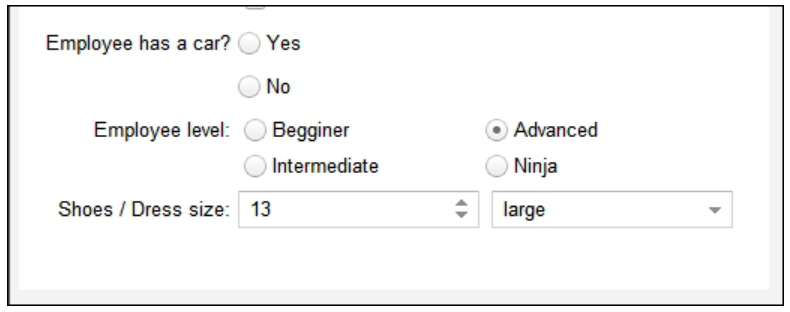 Employee has a car? Yes
No
Employee level: Begginer Advanced
Intermediate Ninja
Shoes / Dress size: 13 large